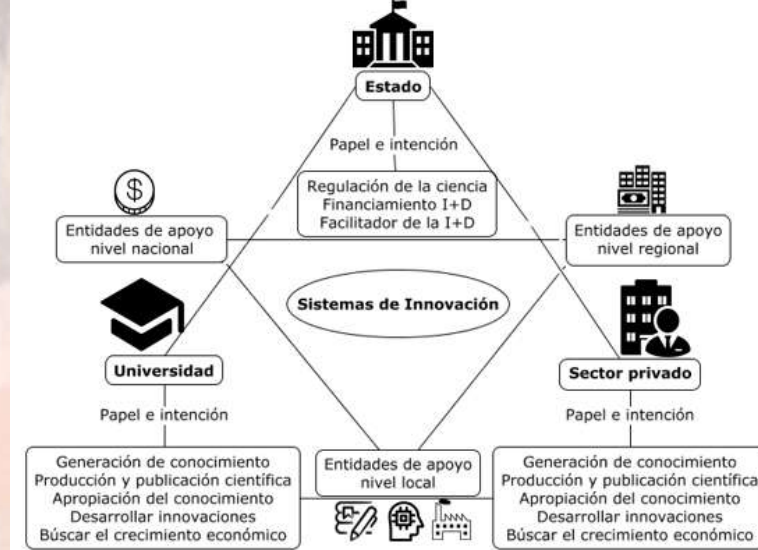 Estado
Papel e intención
Regulación de la ciencia
Financiamiento I+D
Facilitador de la I+D
Entidades de apoyo
nivel nacional
Entidades de apoyo
nivel regional
Sistemas de Innovación
Universidad
Papel e intención
Generación de conocimiento
Producción y publicación científica
Apropiación del conocimiento
Desarrollar innovaciones
Búscar el crecimiento económico
Entidades de apoyo
nivel local
Sector privado
Papel e intención
Generación de conocimiento
Producción y publicación científica
Apropiación del conocimiento
Desarrollar innovaciones
Búscar el crecimiento económico